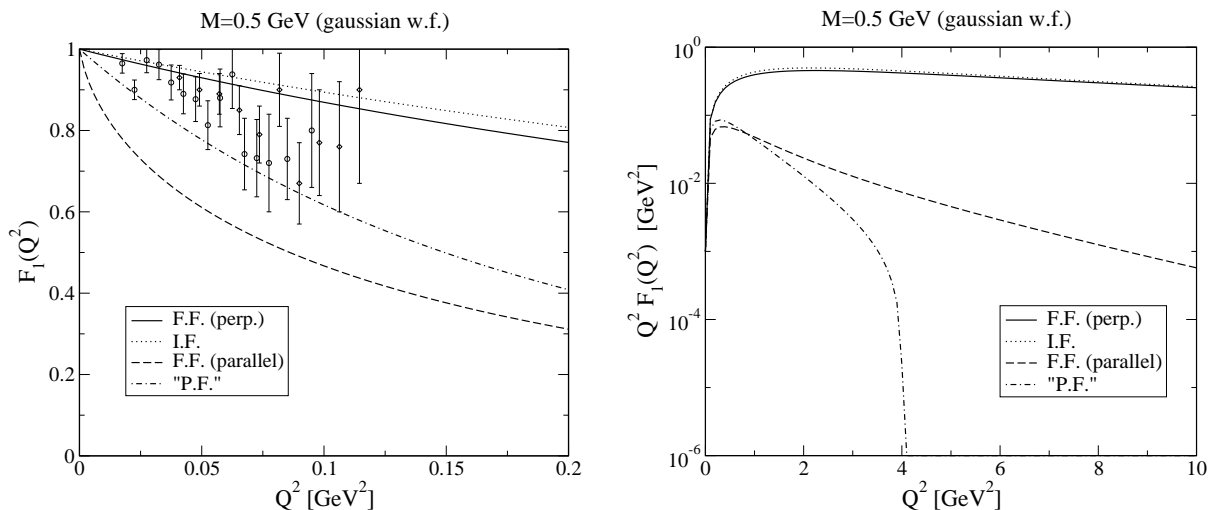 M=0.5 GeV (gaussian w.f.)
1
0.8
0.6
0.4
0.2
0
F₁(Q²)
F.F. (perp.)
I.F.
F.F. (parallel)
"P.F."
0 0.05 0.1 0.15 0.2
Q² [GeV²]
M=0.5 GeV (gaussian w.f.)
10⁰
10⁻²
10⁻⁴
10⁻⁶
Q² F₁(Q²) [GeV²]
F.F. (perp.)
I.F.
F.F. (parallel)
"P.F."
0 2 4 6 8 10
Q² [GeV²]